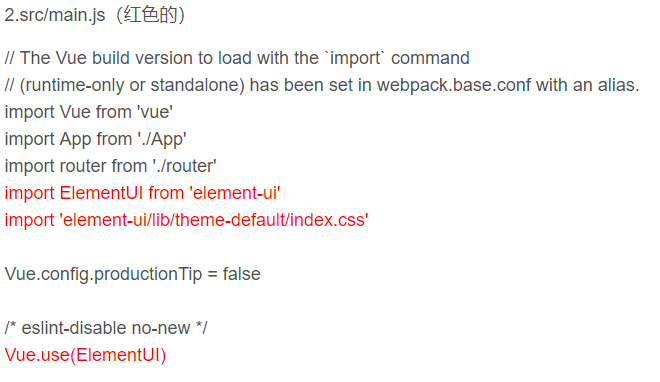 2.src/main.js（红色的）
// The Vue build version to load with the `import` command
// (runtime-only or standalone) has been set in webpack.base.conf with an alias.
import Vue from 'vue'
import App from './App'
import router from './router'
import ElementUI from 'element-ui'
import 'element-ui/lib/theme-default/index.css'
Vue.config.productionTip = false
/* eslint-disable no-new */
Vue.use(ElementUI)